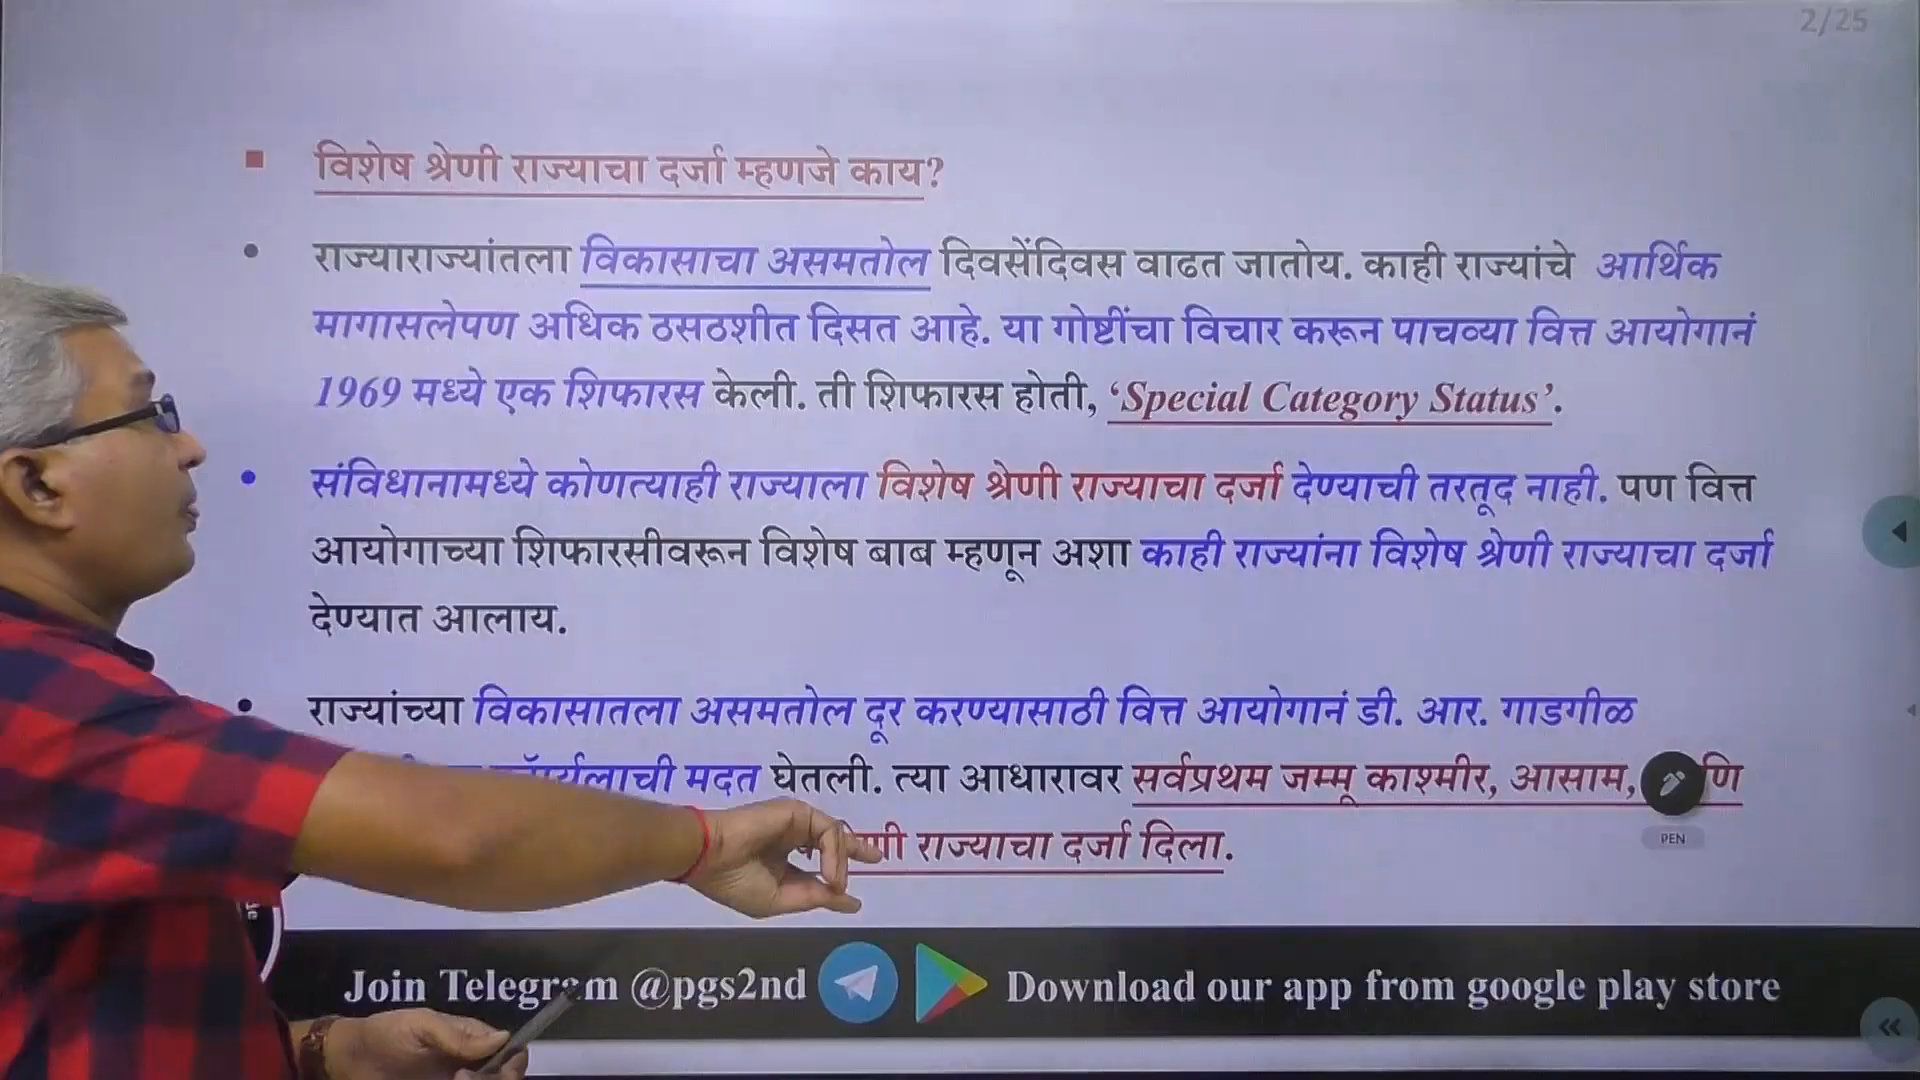 2/25
विशेष श्रेणी राज्याचा दर्जा म्हणजे काय?
राज्याराज्यांतला विकासाचा असमतोल दिवसेंदिवस वाढत जातोय. काही राज्यांचे आर्थिक
मागासलेपण अधिक ठसठशीत दिसत आहे. या गोष्टींचा विचार करून पाचव्या वित्त आयोगानं
1969 मध्ये एक शिफारस केली. ती शिफारस होती, ‘Special Category Status’.
संविधानामध्ये कोणत्याही राज्याला विशेष श्रेणी राज्याचा दर्जा देण्याची तरतूद नाही. पण वित्त
आयोगाच्या शिफारसीवरून विशेष बाब म्हणून अशा काही राज्यांना विशेष श्रेणी राज्याचा दर्जा
देण्यात आलाय.
राज्यांच्या विकासातला असमतोल दूर करण्यासाठी वित्त आयोगानं डी. आर. गाडगीळ
मदत घेतली. त्या आधारावर सर्वप्रथम जम्मू काश्मीर, आसाम,
PEN
राज्याचा दर्जा दिला.
Join Telegram @pgs2nd Download our app from google play store